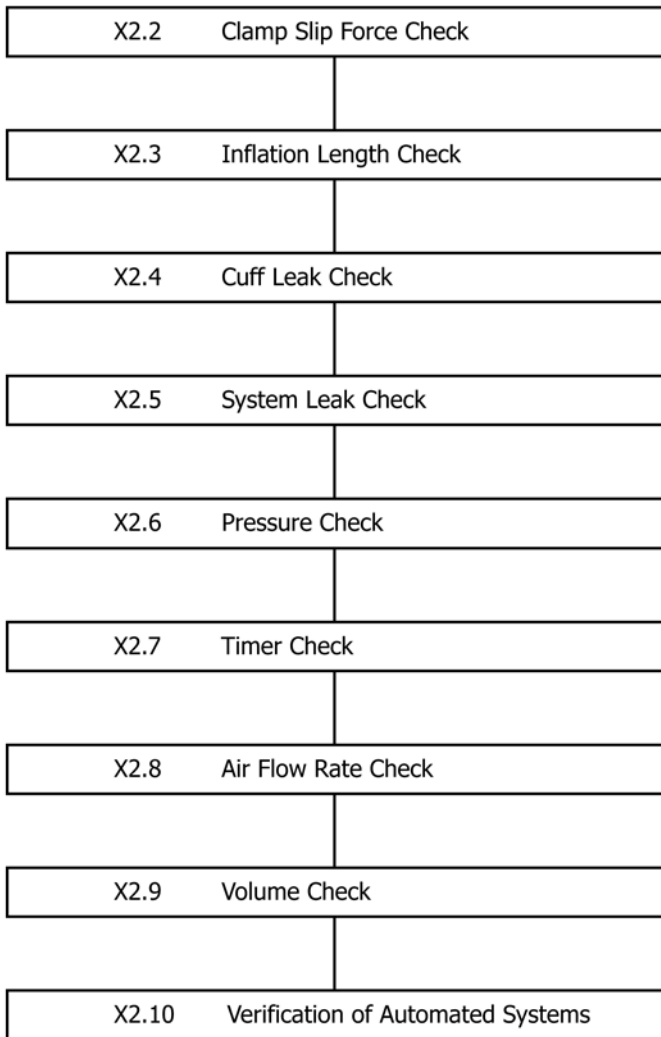 X2.2 Clamp Slip Force Check
X2.3 Inflation Length Check
X2.4 Cuff Leak Check
X2.5 System Leak Check
X2.6 Pressure Check
X2.7 Timer Check
X2.8 Air Flow Rate Check
X2.9 Volume Check
X2.10 Verification of Automated Systems